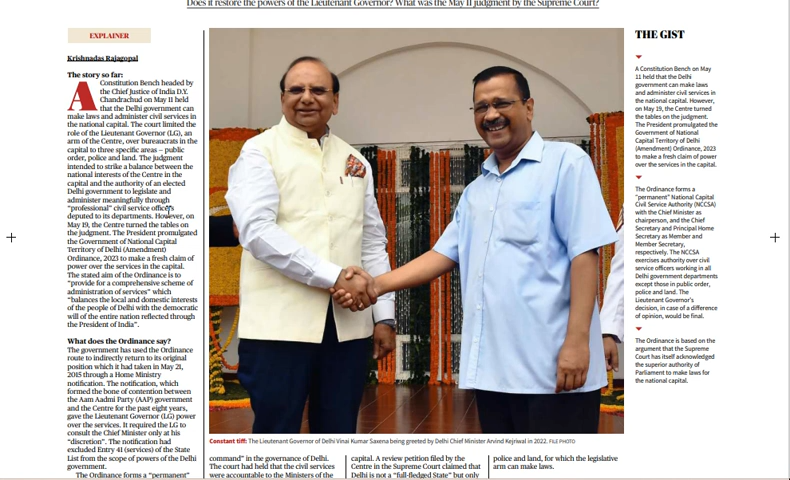 Does it restore the powers of the Lieutenant Governor? What was the May 11 judgment by the Supreme Court?
EXPLAINER
Krishnadas Rajagopal
The story so far:
A Constitution Bench headed by
the Chief Justice of India D.Y.
Chandrachud on May 11 held
that the Delhi government can
make laws and administer civil services in
the national capital. The court limited the
role of the Lieutenant Governor (LG), an
arm of the Centre, over bureaucrats in the
capital to three specific areas — public
order, police and land. The judgment
intended to strike a balance between the
national interests of the Centre in the
capital and the authority of an elected
Delhi government to legislate and
administer meaningfully through
“professional” civil service officers
deputed to its departments. However, on
May 19, the Centre turned the tables on
the judgment. The President promulgated
the Government of National Capital
Territory of Delhi (Amendment)
Ordinance, 2023 to make a fresh claim of
power over the services in the capital.
The stated aim of the Ordinance is to
“provide for a comprehensive scheme of
administration of services” which
“balances the local and domestic interests
of the people of Delhi with the democratic
will of the entire nation reflected through
the President of India”.
What does the Ordinance say?
The government has used the Ordinance
route to indirectly return to its original
position which it had taken in May 21,
2015 through a Home Ministry
notification. The notification, which
formed the bone of contention between
the Aam Aadmi Party (AAP) government
and the Centre for the past eight years,
gave the Lieutenant Governor (LG) power
over the services. It required the LG to
consult the Chief Minister only at his
“discretion”. The notification had
excluded Entry 41 (services) of the State
List from the scope of powers of the Delhi
government.
The Ordinance forms a “permanent”
Constant tiff: The Lieutenant Governor of Delhi Vinai Kumar Saxena being greeted by Delhi Chief Minister Arvind Kejriwal in 2022. FILE PHOTO
command” in the governance of Delhi.
The court had held that the civil services
were accountable to the Ministers of the
capital. A review petition filed by the
Centre in the Supreme Court claimed that
Delhi is not a “full-fledged State” but only
police and land, for which the legislative
arm can make laws.
THE GIST
A Constitution Bench on May
11 held that the Delhi
government can make laws
and administer civil services in
the national capital. However,
on May 19, the Centre turned
the tables on the judgment.
The President promulgated the
Government of National
Capital Territory of Delhi
(Amendment) Ordinance, 2023
to make a fresh claim of power
over the services in the capital.
The Ordinance forms a
“permanent” National Capital
Civil Service Authority (NCCSA)
with the Chief Minister as
chairperson, and the Chief
Secretary and Principal Home
Secretary as Member and
Member Secretary,
respectively. The NCCSA
exercises authority over civil
service officers working in all
Delhi government departments
except those in public order,
police and land. The
Lieutenant Governor’s
decision, in case of a difference
of opinion, would be final.
The Ordinance is based on the
argument that the Supreme
Court has itself acknowledged
the superior authority of
Parliament to make laws for
the national capital.